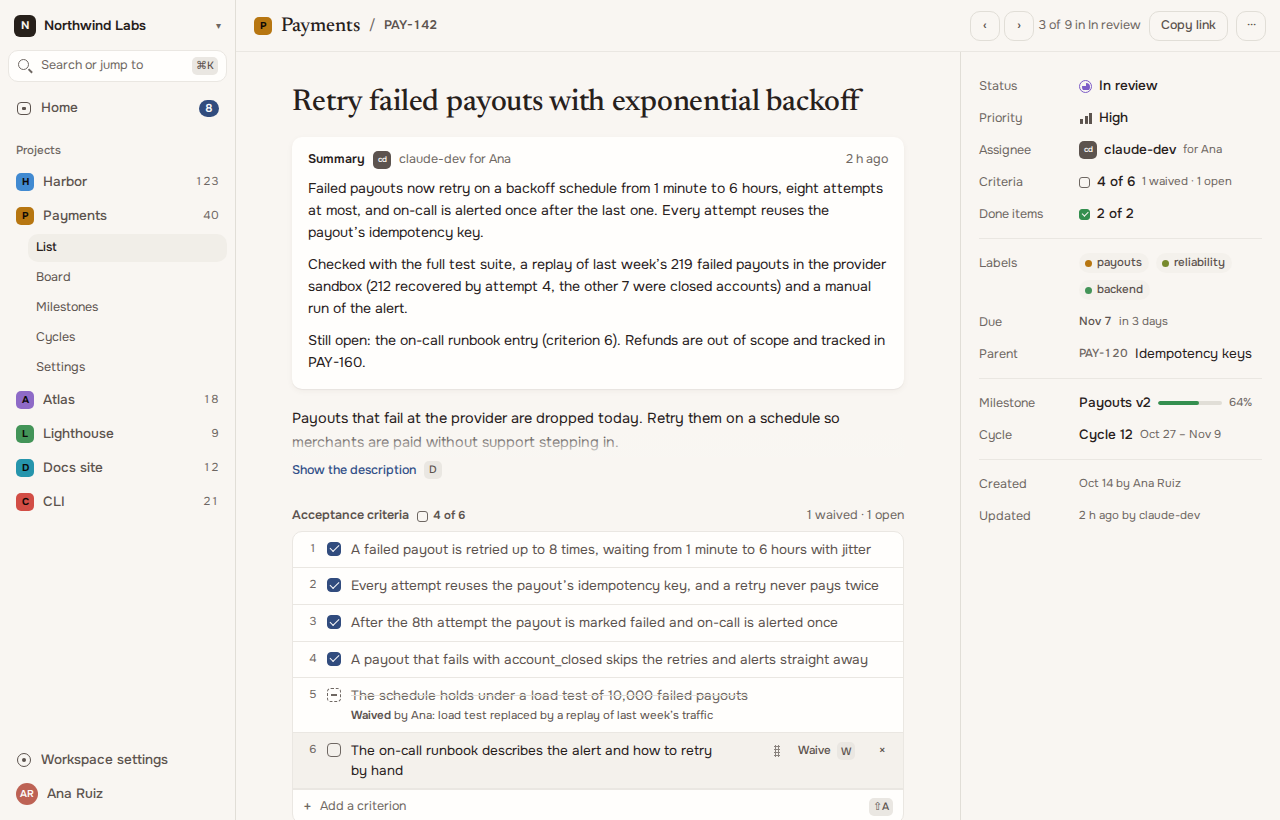 N Northwind Labs ▾
Search or jump to ⌘K
Home 8
Projects
H Harbor 123
P Payments 40
List
Board
Milestones
Cycles
Settings
A Atlas 18
L Lighthouse 9
D Docs site 12
C CLI 21
Workspace settings
AR Ana Ruiz
P Payments / PAY-142
‹ › 3 of 9 in In review Copy link ···
Retry failed payouts with exponential backoff
Summary cd claude-dev for Ana 2 h ago
Failed payouts now retry on a backoff schedule from 1 minute to 6 hours, eight attempts
at most, and on-call is alerted once after the last one. Every attempt reuses the
payout's idempotency key.
Checked with the full test suite, a replay of last week's 219 failed payouts in the provider
sandbox (212 recovered by attempt 4, the other 7 were closed accounts) and a manual
run of the alert.
Still open: the on-call runbook entry (criterion 6). Refunds are out of scope and tracked in
PAY-160.
Payouts that fail at the provider are dropped today. Retry them on a schedule so
merchants are paid without support stepping in.
Show the description D
Acceptance criteria 4 of 6 1 waived · 1 open
1 A failed payout is retried up to 8 times, waiting from 1 minute to 6 hours with jitter
2 Every attempt reuses the payout's idempotency key, and a retry never pays twice
3 After the 8th attempt the payout is marked failed and on-call is alerted once
4 A payout that fails with account_closed skips the retries and alerts straight away
5 The schedule holds under a load test of 10,000 failed payouts
Waived by Ana: load test replaced by a replay of last week's traffic
6 The on-call runbook describes the alert and how to retry Waive W ×
by hand
+ Add a criterion ⇧A
Status In review
Priority High
Assignee cd claude-dev for Ana
Criteria 4 of 6 1 waived · 1 open
Done items 2 of 2
Labels payouts reliability
backend
Due Nov 7 in 3 days
Parent PAY-120 Idempotency keys
Milestone Payouts v2 64%
Cycle Cycle 12 Oct 27 – Nov 9
Created Oct 14 by Ana Ruiz
Updated 2 h ago by claude-dev